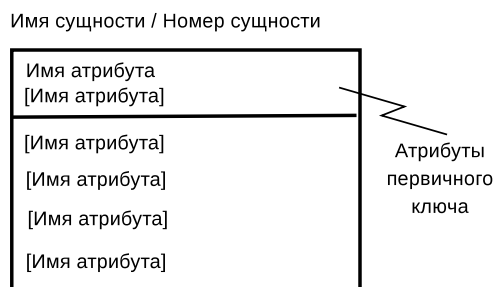 Имя сущности / Номер сущности
Имя атрибута
[Имя атрибута]
[Имя атрибута]
[Имя атрибута]
[Имя атрибута]
[Имя атрибута]
Атрибуты
первичного
ключа